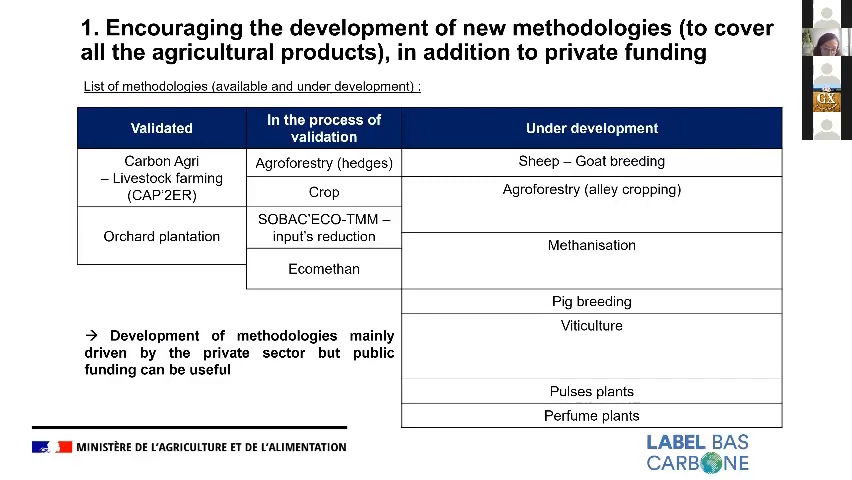 1. Encouraging the development of new methodologies (to cover
all the agricultural products), in addition to private funding
List of methodologies (available and under development) :
Validated
In the process of
validation
Under development
Carbon Agri
– Livestock farming
(CAP'2ER)
Orchard plantation
Agroforestry (hedges)
Crop
SOBAC'ECO-TMM –
input's reduction
Ecomethan
Sheep – Goat breeding
Agroforestry (alley cropping)
Methanisation
Pig breeding
Viticulture
Pulses plants
Perfume plants
→ Development of methodologies mainly
driven by the private sector but public
funding can be useful
MINISTÈRE DE L'AGRICULTURE ET DE L'ALIMENTATION
LABEL BAS
CARBONE
GX